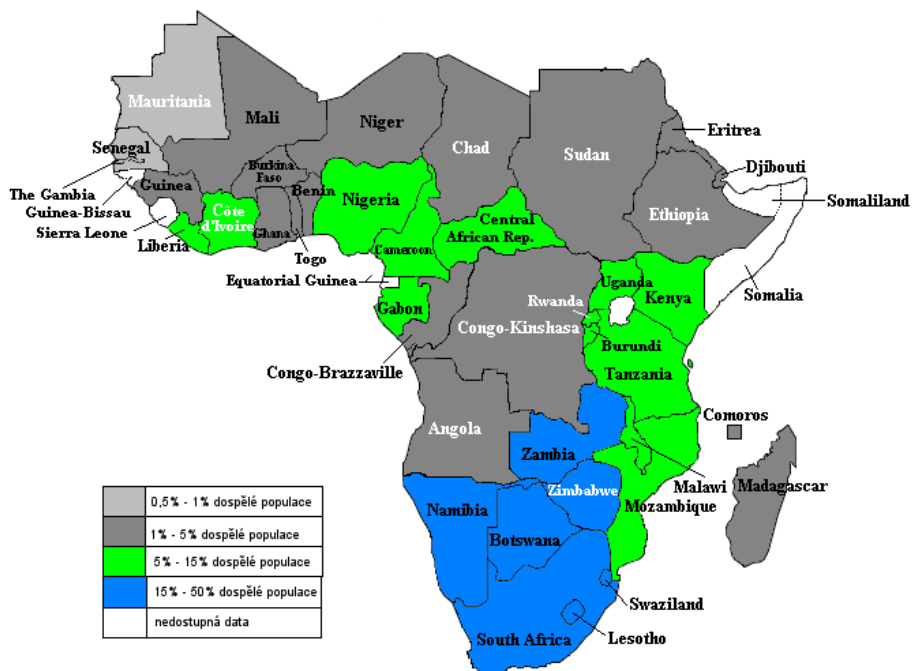 Mauritania
Mali
Niger
Chad
Sudan
Eritrea
Senegal
Djibouti
The Gambia
Guinea
Burkina
Faso
Benin
Nigeria
Somaliland
Guinea-Bissau
Côte
d'Ivoire
Central
African Rep.
Ethiopia
Sierra Leone
Liberia
Ghana
Togo
Cameroon
Equatorial Guinea
Uganda
Kenya
Somalia
Gabon
Rwanda
Congo-Kinshasa
Burundi
Congo-Brazzaville
Tanzania
Comoros
Angola
Zambia
Malawi
Madagascar
Zimbabwe
Mozambique
Namibia
Botswana
Swaziland
South Africa
Lesotho
0,5% - 1% dospělé populace
1% - 5% dospělé populace
5% - 15% dospělé populace
15% - 50% dospělé populace
nedostupná data